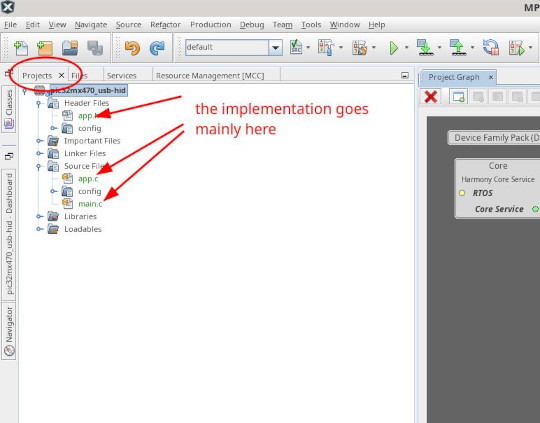 MP
File Edit View Navigate Source Refactor Production Debug Team Tools Window Help
default
Projects Files Services Resource Management [MCC]
Project Graph
pic32mx470_usb-hid
Header Files
app.
config
Important Files
Linker Files
Source Files
app.c
config
main.c
Libraries
Loadables
the implementation goes
mainly here
Classes
pic32mx470_usb-hid - Dashboard
Navigator
Device Family Pack (D
Core
Harmony Core Service
RTOS
Core Service